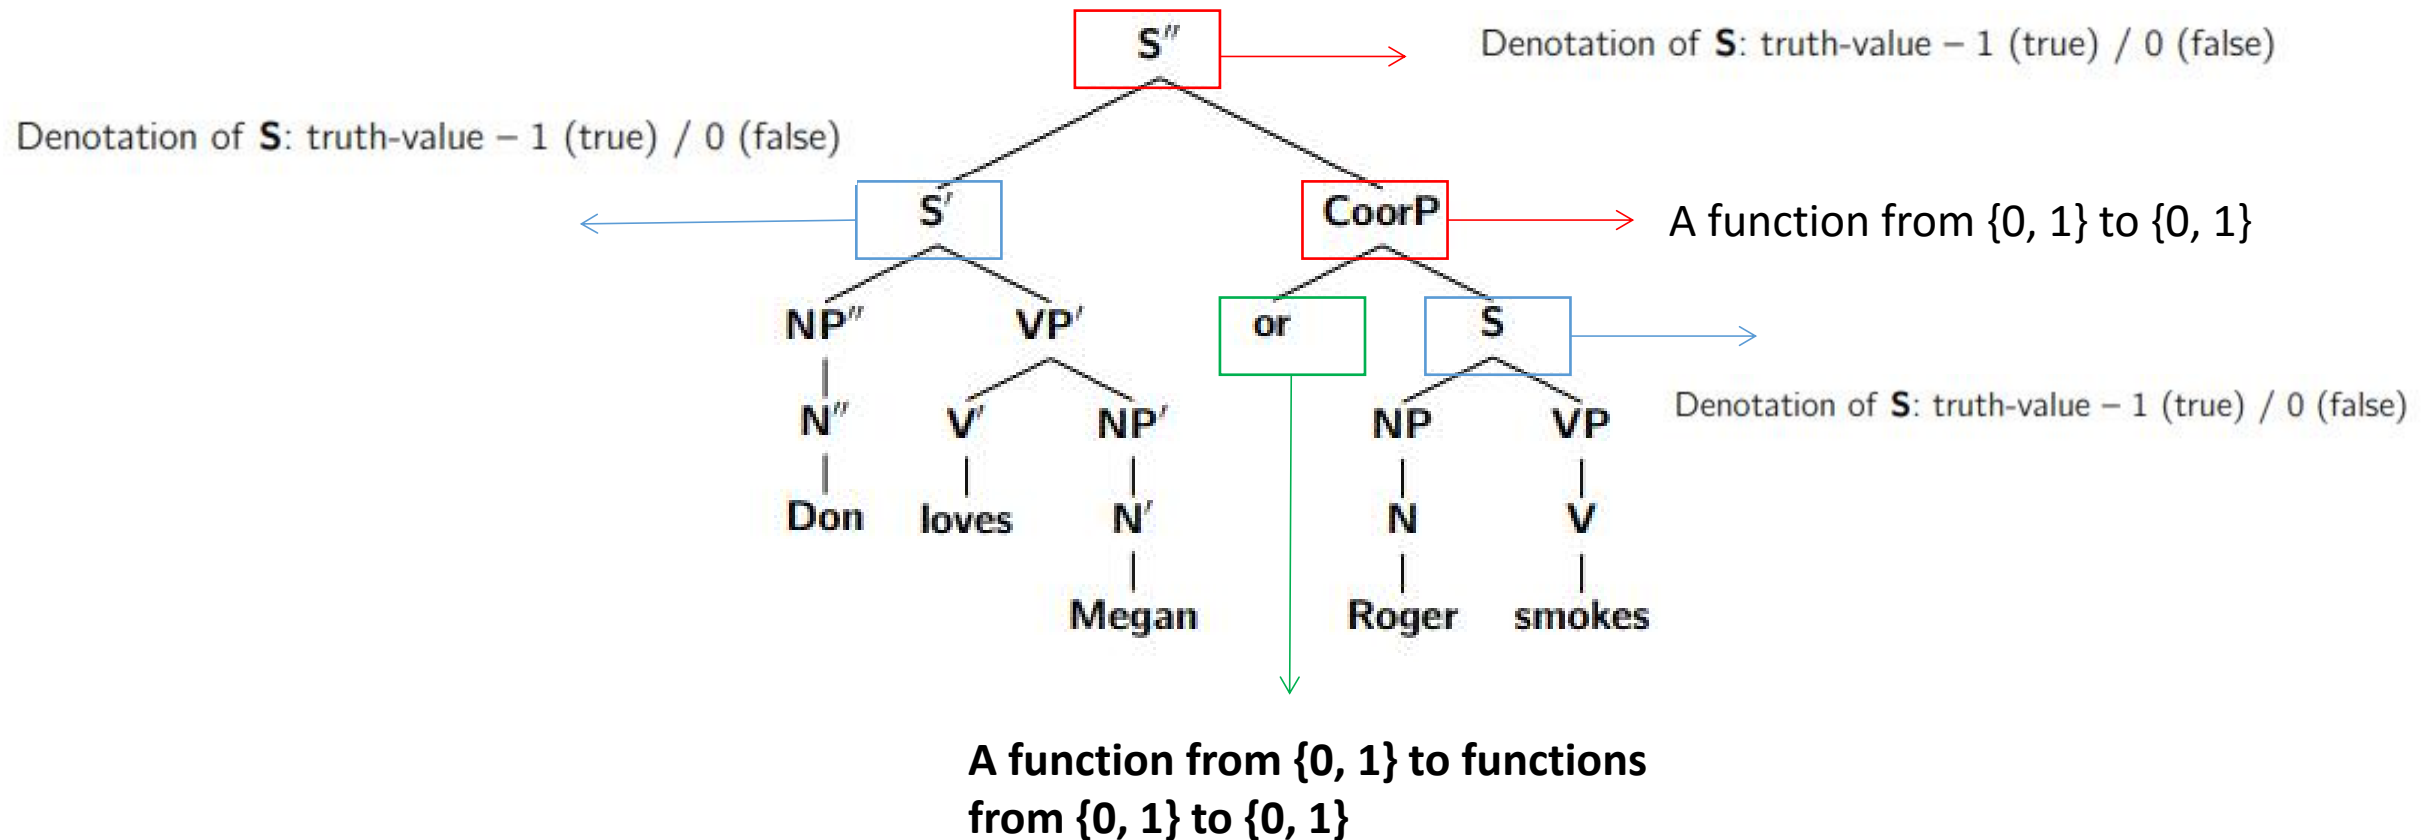 S″
Denotation of S: truth-value – 1 (true) / 0 (false)
Denotation of S: truth-value – 1 (true) / 0 (false)
S′
CoorP
A function from {0, 1} to {0, 1}
NP″
VP′
or
S
N″
V′
NP′
NP
VP
Denotation of S: truth-value – 1 (true) / 0 (false)
Don
loves
N′
N
V
Megan
Roger
smokes
A function from {0, 1} to functions
from {0, 1} to {0, 1}